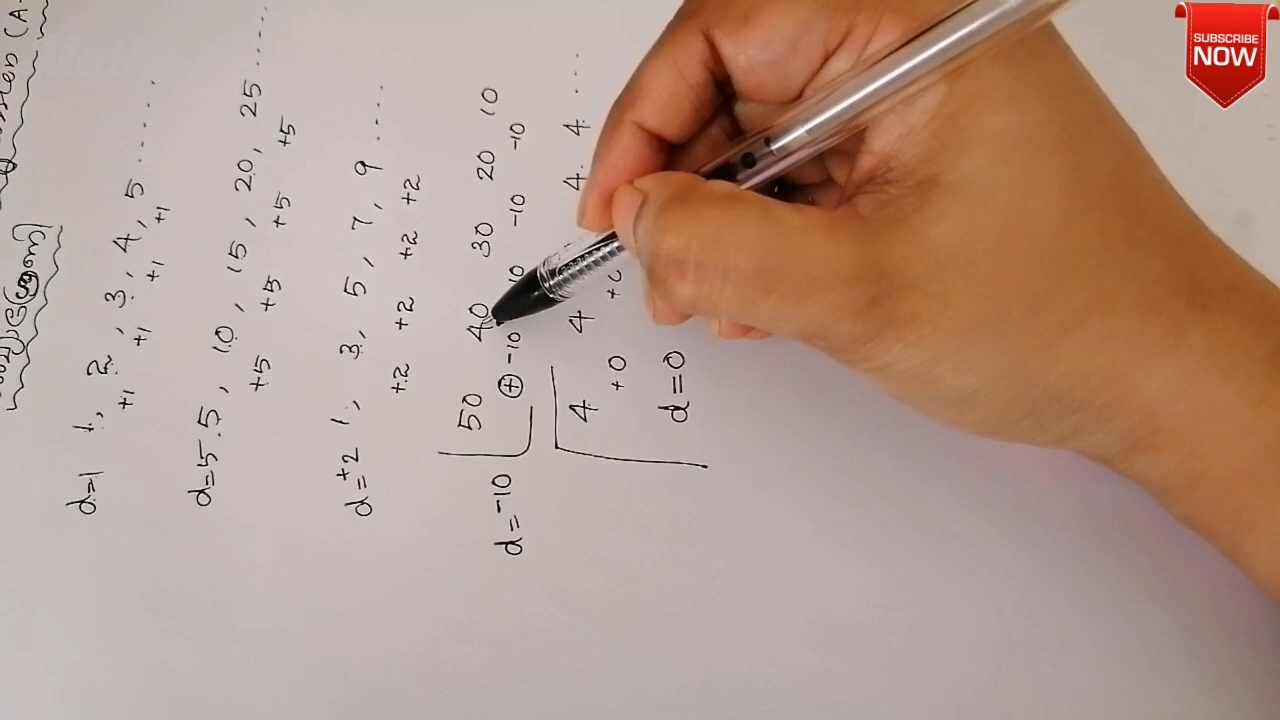 d=1 1, 2, 3, 4, 5 .....
+1 +1 +1 +1
d=5. 5, 10, 15, 20, 25 .....
+5 +5 +5 +5
d=+2 1, 3, 5, 7, 9 ....
+2 +2 +2 +2
50 40 30 20 10
d=-10 + -10 10 -10 -10
4 4 4. 4. ...
+0
d=0
SUBSCRIBE
NOW